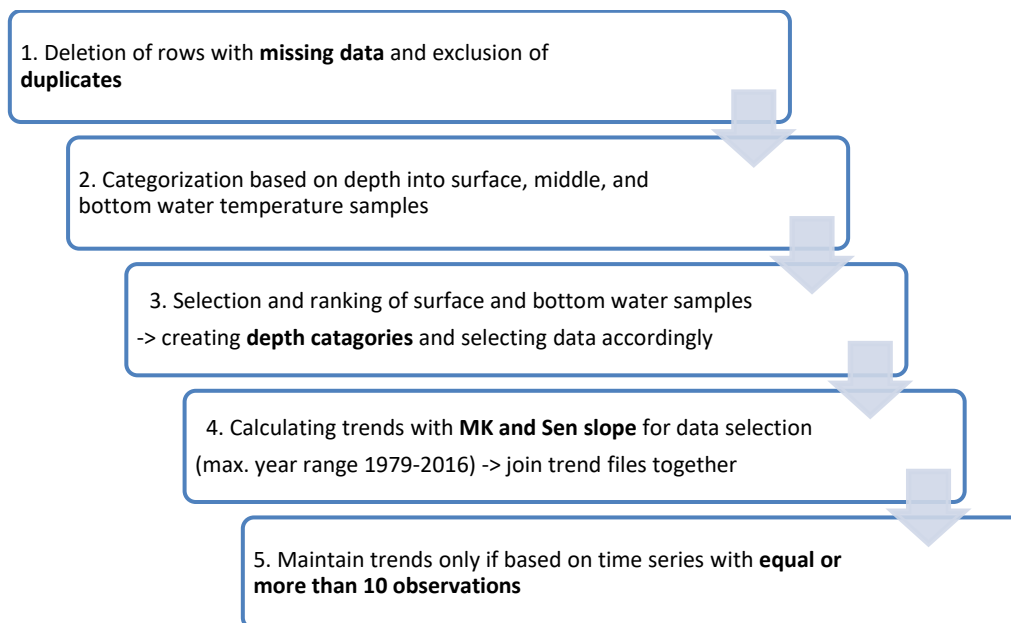 1. Deletion of rows with missing data and exclusion of
duplicates
2. Categorization based on depth into surface, middle, and
bottom water temperature samples
3. Selection and ranking of surface and bottom water samples
-> creating depth catagories and selecting data accordingly
4. Calculating trends with MK and Sen slope for data selection
(max. year range 1979-2016) -> join trend files together
5. Maintain trends only if based on time series with equal or
more than 10 observations